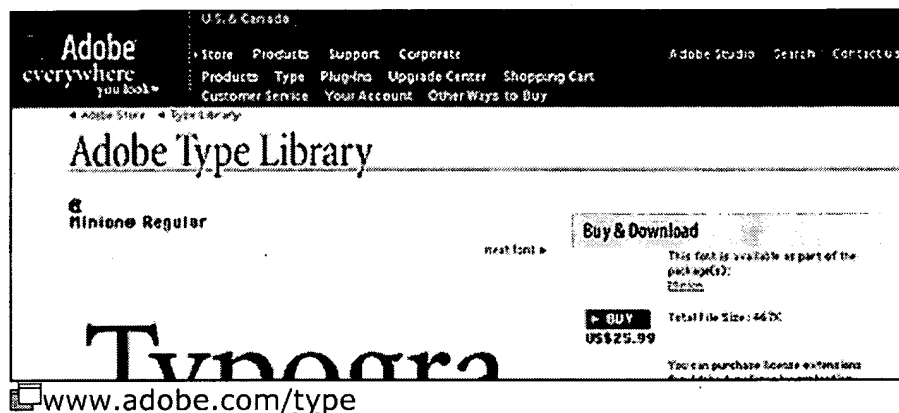 U.S. & Canada
Adobe
everywhere
you look
Store Products Support Corporate
Adobe Studio Search Contact us
Products Type Plug-Ins Upgrade Center Shopping Cart
Customer Service Your Account Other Ways to Buy
Adobe Store Type Library
Adobe Type Library
Minion® Regular
next font
Buy & Download
This font is available as part of the
package(s):
Minion
BUY
US$25.99
Total File Size: 467K
Typogra
You can purchase license extensions
www.adobe.com/type